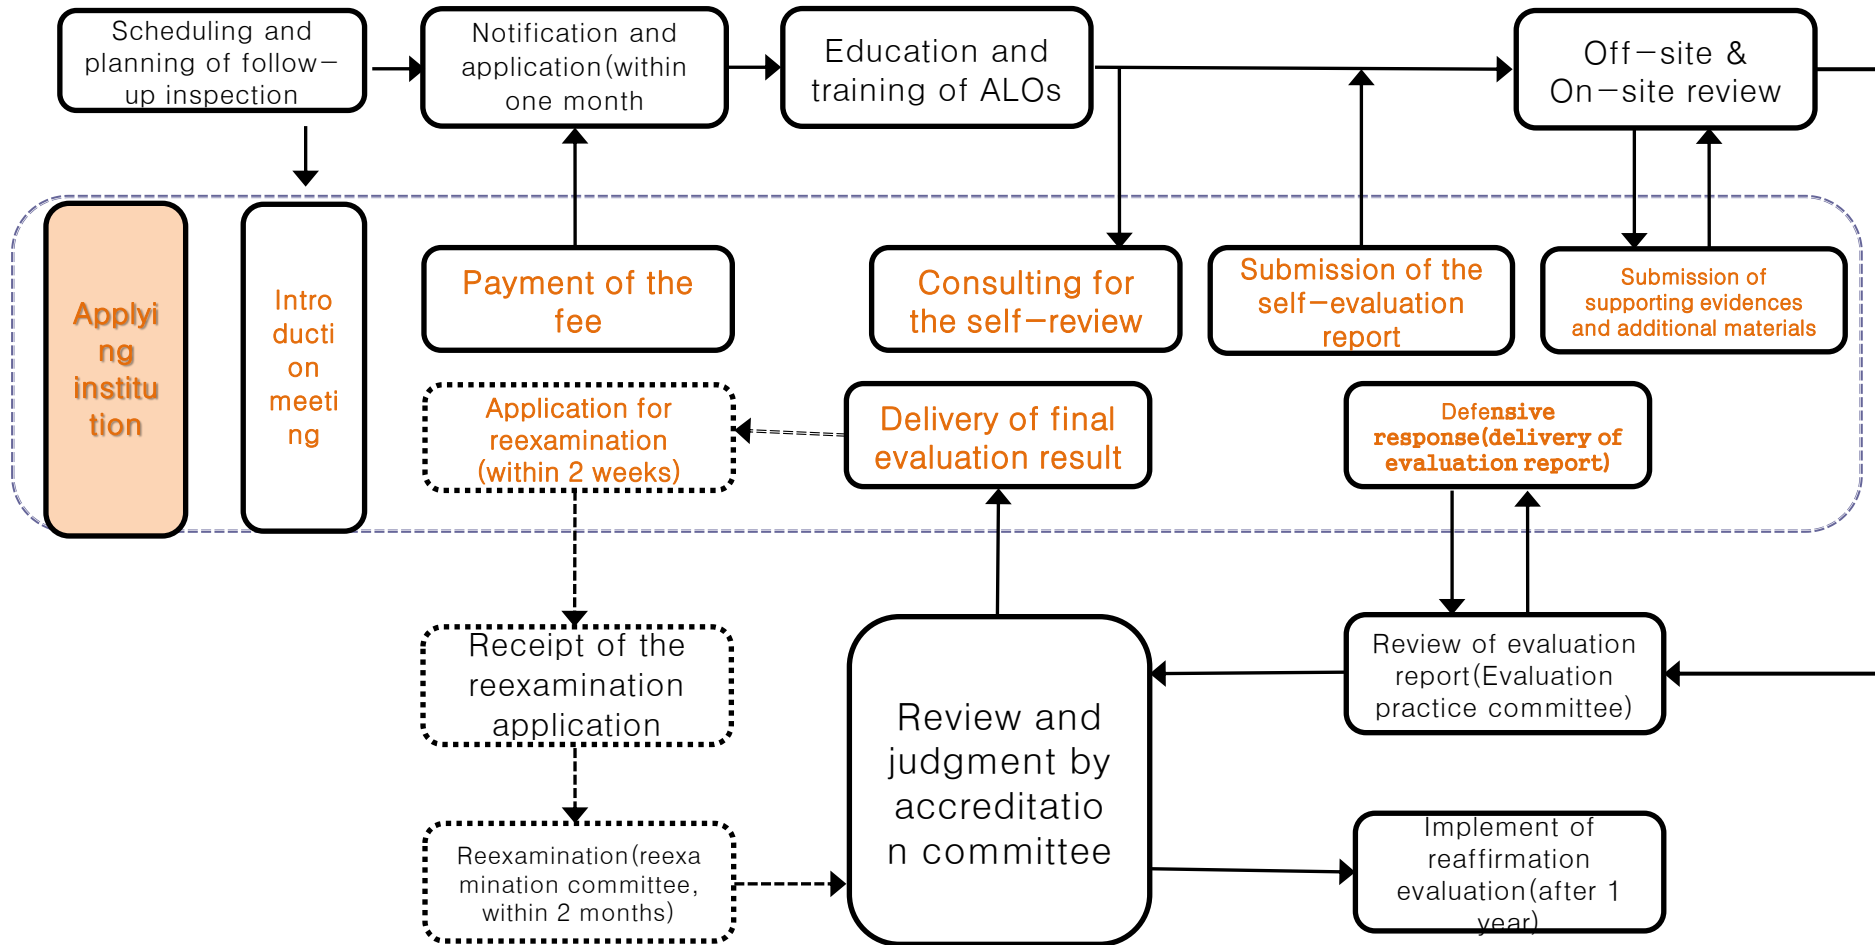 Scheduling and
planning of follow-
up inspection
Notification and
application(within
one month
Education and
training of ALOs
Off-site &
On-site review
Applyi
ng
institu
tion
Intro
ducti
on
meeti
ng
Payment of the
fee
Consulting for
the self-review
Submission of the
self-evaluation
report
Submission of
supporting evidences
and additional materials
Application for
reexamination
(within 2 weeks)
Delivery of final
evaluation result
Defensive
response(delivery of
evaluation report)
Receipt of the
reexamination
application
Review and
judgment by
accreditatio
n committee
Review of evaluation
report(Evaluation
practice committee)
Reexamination(reexa
mination committee,
within 2 months)
Implement of
reaffirmation
evaluation(after 1
year)